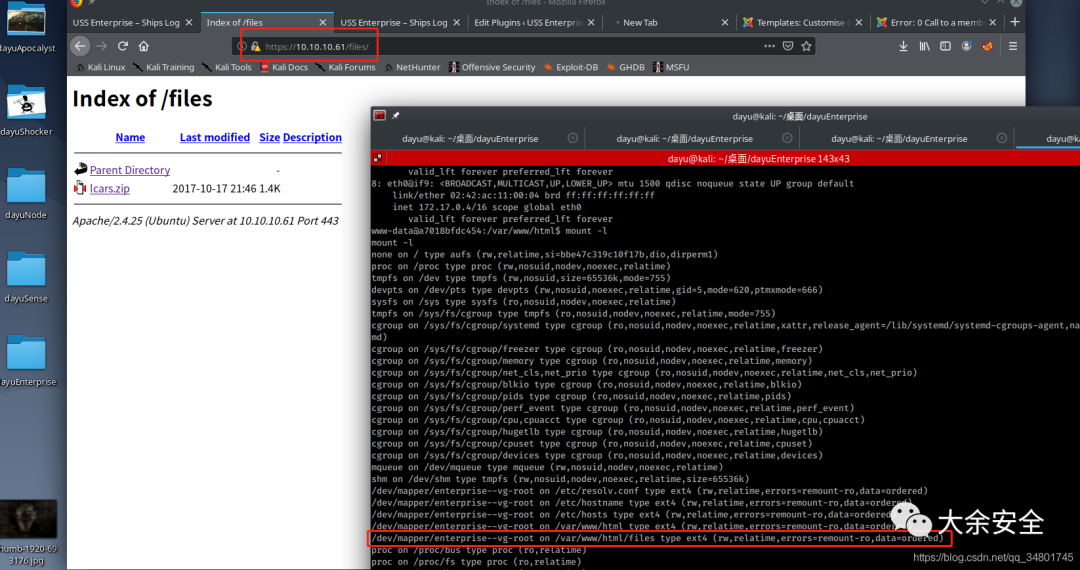 dayuApocalyst
dayuShocker
dayuNode
dayuSense
dayuEnterprise
humb-1920-69
3176.jpg
Index of /files - Mozilla Firefox
USS Enterprise – Ships Log
Index of /files
USS Enterprise – Ships Log
Edit Plugins ‹ USS Enterpris
New Tab
Templates: Customise (
Error: 0 Call to a memb
https://10.10.10.61/files/
Kali Linux
Kali Training
Kali Tools
Kali Docs
Kali Forums
NetHunter
Offensive Security
Exploit-DB
GHDB
MSFU
Index of /files
Name Last modified Size Description
Parent Directory -
lcars.zip 2017-10-17 21:46 1.4K
Apache/2.4.25 (Ubuntu) Server at 10.10.10.61 Port 443
dayu@kali: ~/桌面/dayuEnterprise
dayu@kali: ~/桌面/dayuEnterprise
dayu@kali: ~/桌面/dayuEnterprise
dayu@kali: ~/桌面/dayuEnterprise
dayu@ka
dayu@kali: ~/桌面/dayuEnterprise 143x43
valid_lft forever preferred_lft forever
8: eth0@if9: <BROADCAST,MULTICAST,UP,LOWER_UP> mtu 1500 qdisc noqueue state UP group default
link/ether 02:42:ac:11:00:04 brd ff:ff:ff:ff:ff:ff
inet 172.17.0.4/16 scope global eth0
valid_lft forever preferred_lft forever
www-data@a7018bfdc454:/var/www/html$ mount -l
mount -l
none on / type aufs (rw,relatime,si=bbe47c319c10f17b,dio,dirperm1)
proc on /proc type proc (rw,nosuid,nodev,noexec,relatime)
tmpfs on /dev type tmpfs (rw,nosuid,size=65536k,mode=755)
devpts on /dev/pts type devpts (rw,nosuid,noexec,relatime,gid=5,mode=620,ptmxmode=666)
sysfs on /sys type sysfs (ro,nosuid,nodev,noexec,relatime)
tmpfs on /sys/fs/cgroup type tmpfs (ro,nosuid,nodev,noexec,relatime,mode=755)
cgroup on /sys/fs/cgroup/systemd type cgroup (ro,nosuid,nodev,noexec,relatime,xattr,release_agent=/lib/systemd/systemd-cgroups-agent,na
md)
cgroup on /sys/fs/cgroup/freezer type cgroup (ro,nosuid,nodev,noexec,relatime,freezer)
cgroup on /sys/fs/cgroup/memory type cgroup (ro,nosuid,nodev,noexec,relatime,memory)
cgroup on /sys/fs/cgroup/net_cls,net_prio type cgroup (ro,nosuid,nodev,noexec,relatime,net_cls,net_prio)
cgroup on /sys/fs/cgroup/blkio type cgroup (ro,nosuid,nodev,noexec,relatime,blkio)
cgroup on /sys/fs/cgroup/pids type cgroup (ro,nosuid,nodev,noexec,relatime,pids)
cgroup on /sys/fs/cgroup/perf_event type cgroup (ro,nosuid,nodev,noexec,relatime,perf_event)
cgroup on /sys/fs/cgroup/cpu,cpuacct type cgroup (ro,nosuid,nodev,noexec,relatime,cpu,cpuacct)
cgroup on /sys/fs/cgroup/hugetlb type cgroup (ro,nosuid,nodev,noexec,relatime,hugetlb)
cgroup on /sys/fs/cgroup/cpuset type cgroup (ro,nosuid,nodev,noexec,relatime,cpuset)
cgroup on /sys/fs/cgroup/devices type cgroup (ro,nosuid,nodev,noexec,relatime,devices)
mqueue on /dev/mqueue type mqueue (rw,nosuid,nodev,noexec,relatime)
shm on /dev/shm type tmpfs (rw,nosuid,nodev,noexec,relatime,size=65536k)
/dev/mapper/enterprise--vg-root on /etc/resolv.conf type ext4 (rw,relatime,errors=remount-ro,data=ordered)
/dev/mapper/enterprise--vg-root on /etc/hostname type ext4 (rw,relatime,errors=remount-ro,data=ordered)
/dev/mapper/enterprise--vg-root on /etc/hosts type ext4 (rw,relatime,errors=remount-ro,data=ordered)
/dev/mapper/enterprise--vg-root on /var/www/html type ext4 (rw,relatime,errors=remount-ro,data=ordered)
/dev/mapper/enterprise--vg-root on /var/www/html/files type ext4 (rw,relatime,errors=remount-ro,data=ordered)
proc on /proc/bus type proc (ro,relatime)
proc on /proc/fs type proc (ro,relatime)
大余安全
https://blog.csdn.net/qq_34801745